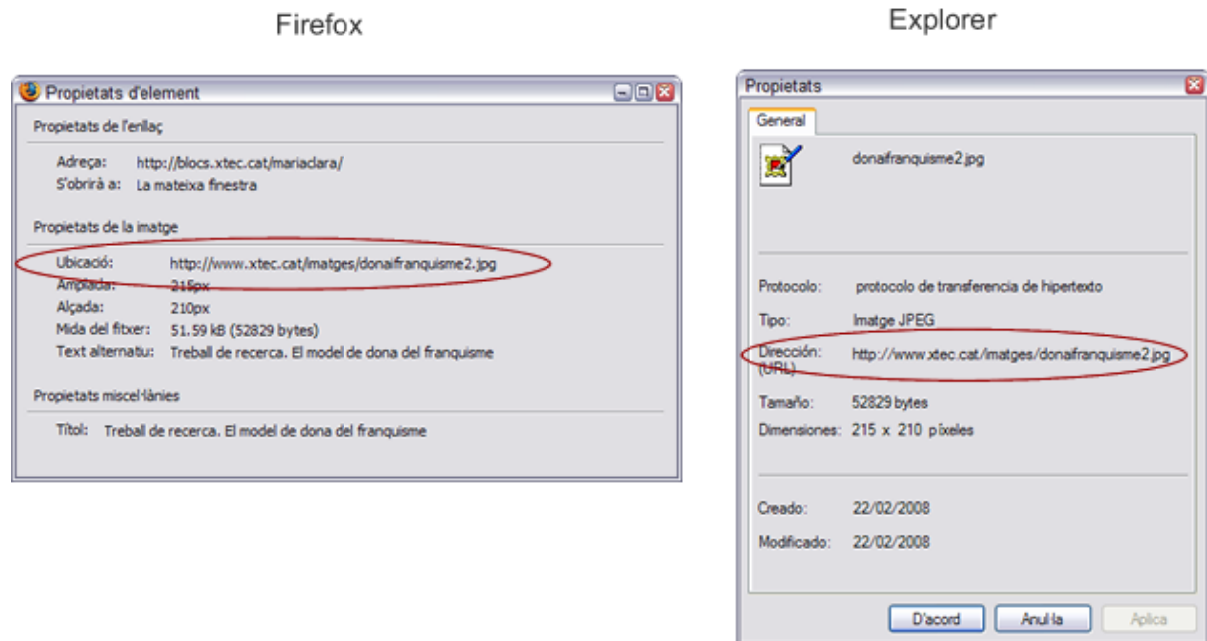 Firefox
Propietats d'element
Propietats de l'enllaç
Adreça: http://blocs.xtec.cat/mariaclara/
S'obrirà a: La mateixa finestra
Propietats de la imatge
Ubicació: http://www.xtec.cat/imatges/donaifranquisme2.jpg
Amplada: 215px
Alçada: 210px
Mida del fitxer: 51.59 kB (52829 bytes)
Text alternatiu: Treball de recerca. El model de dona del franquisme
Propietats miscel·lànies
Títol: Treball de recerca. El model de dona del franquisme
Explorer
Propietats
General
donaifranquisme2.jpg
Protocolo: protocolo de transferencia de hipertexto
Tipo: Imatge JPEG
Dirección: http://www.xtec.cat/imatges/donaifranquisme2.jpg
(URL)
Tamaño: 52829 bytes
Dimensiones: 215 x 210 píxeles
Creado: 22/02/2008
Modificado: 22/02/2008
D'acord Anul·la Aplica